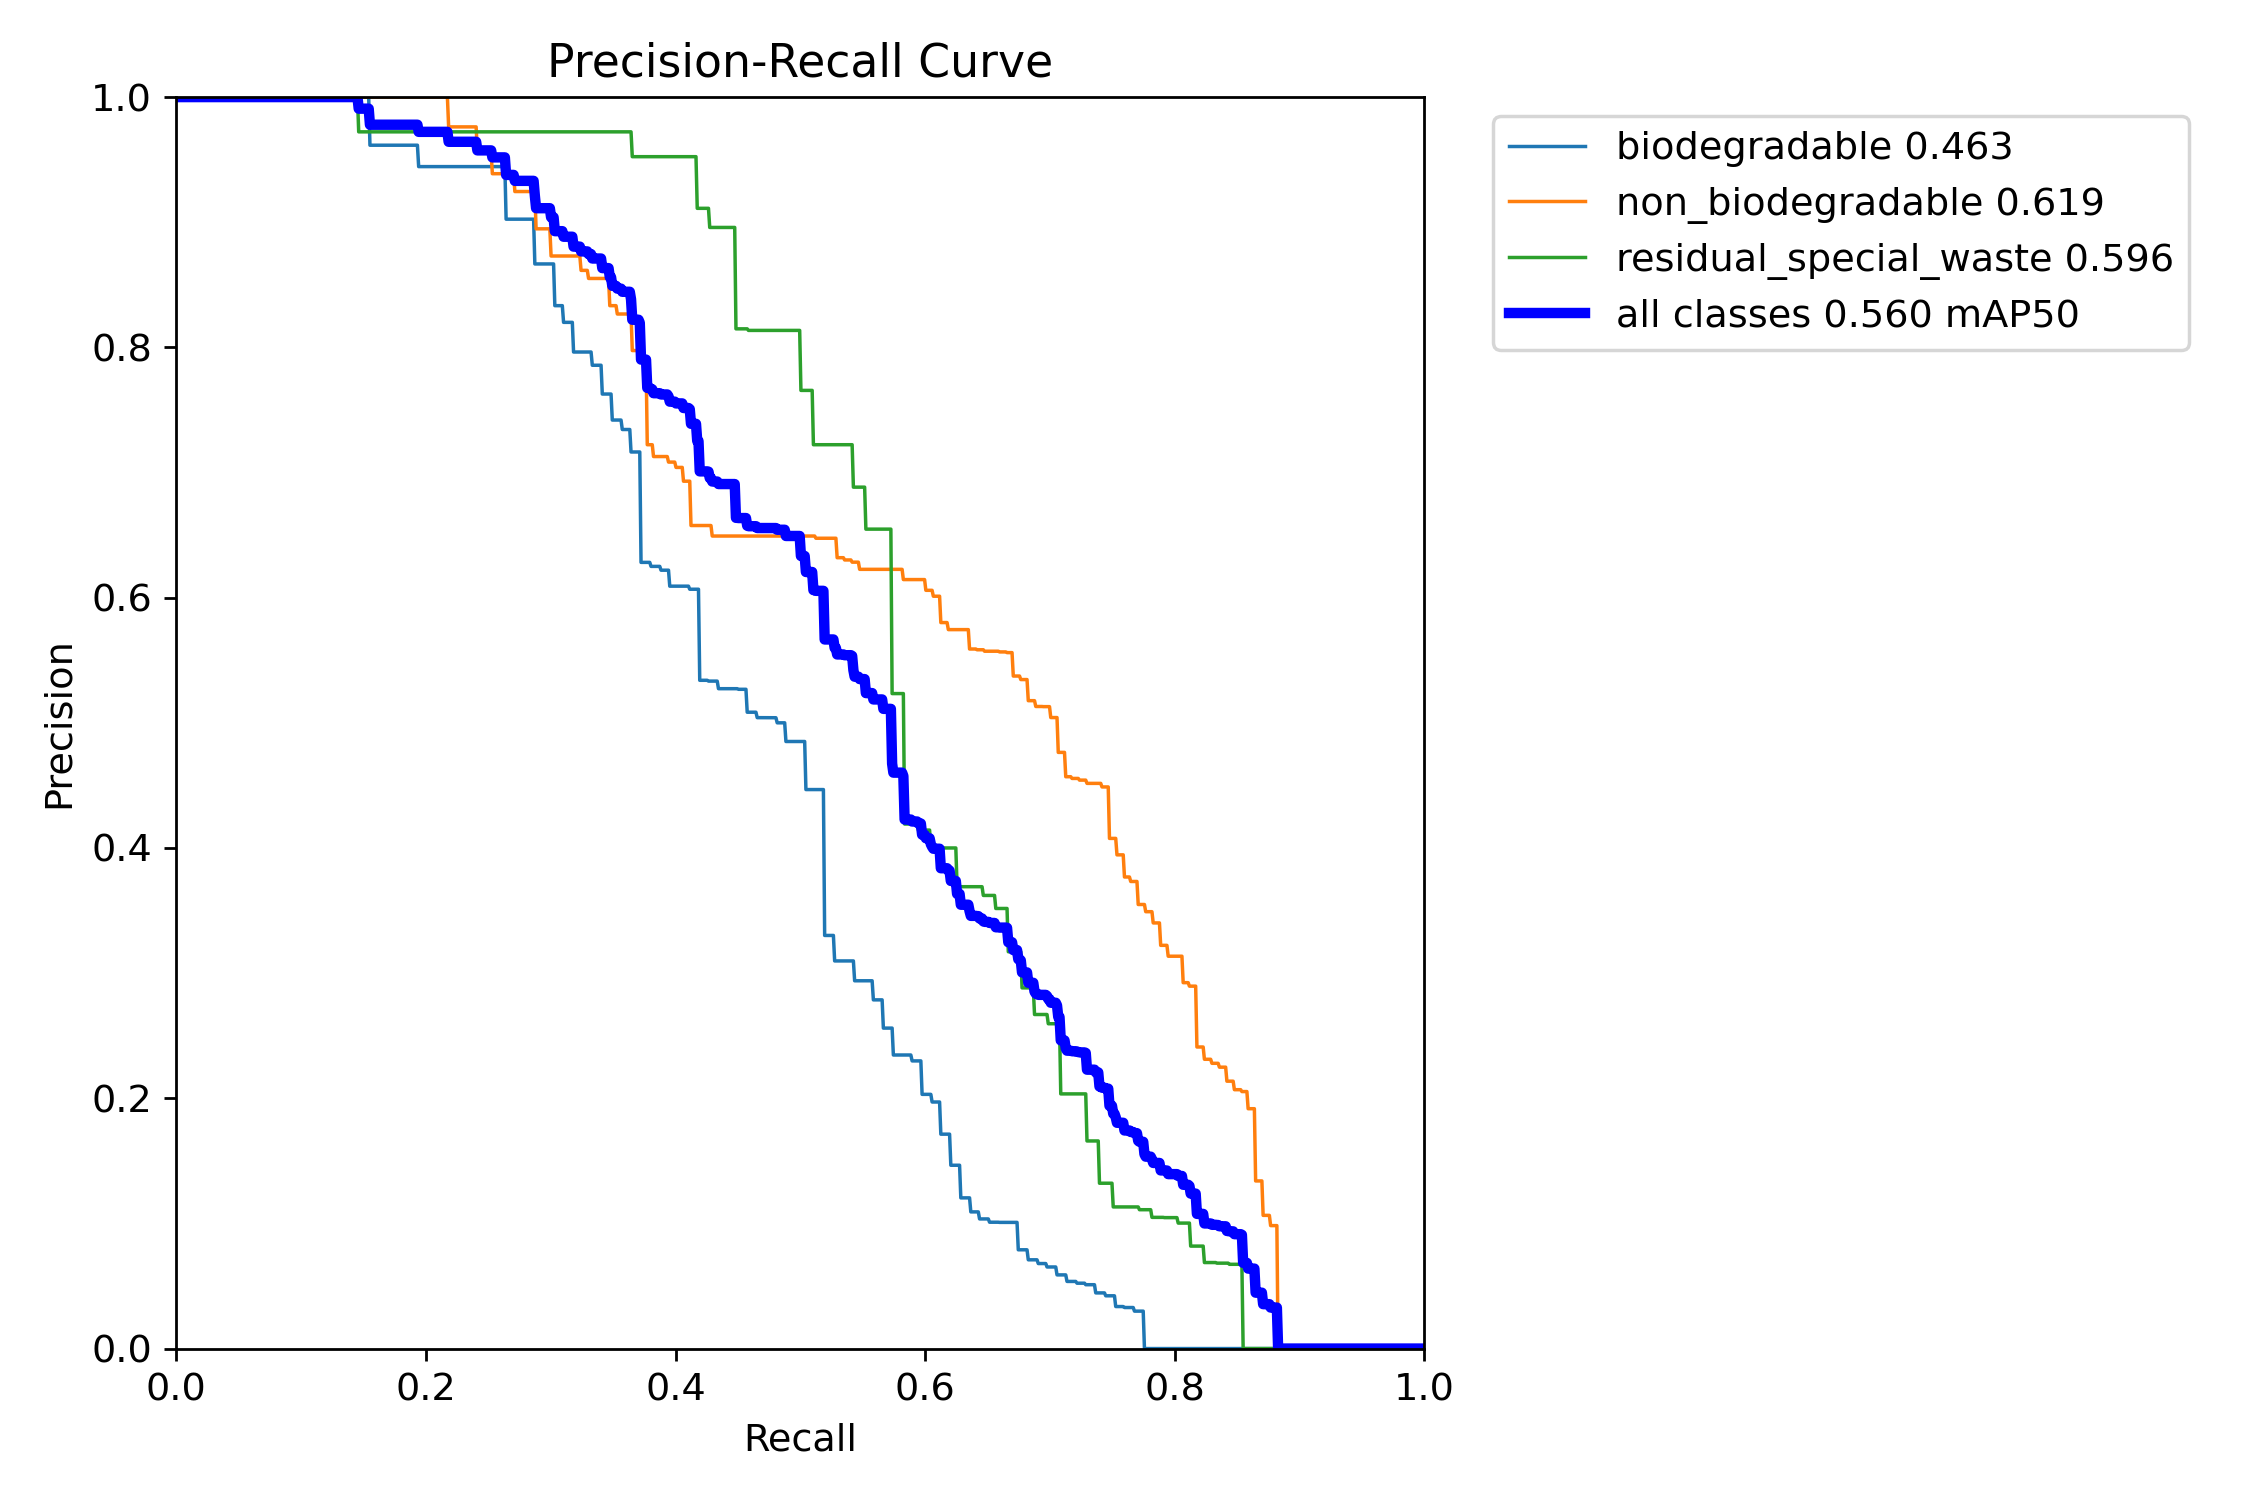 Precision-Recall Curve
1.0
0.8
0.6
0.4
0.2
0.0
Precision
0.0 0.2 0.4 0.6 0.8 1.0
Recall
biodegradable 0.463
non_biodegradable 0.619
residual_special_waste 0.596
all classes 0.560 mAP50